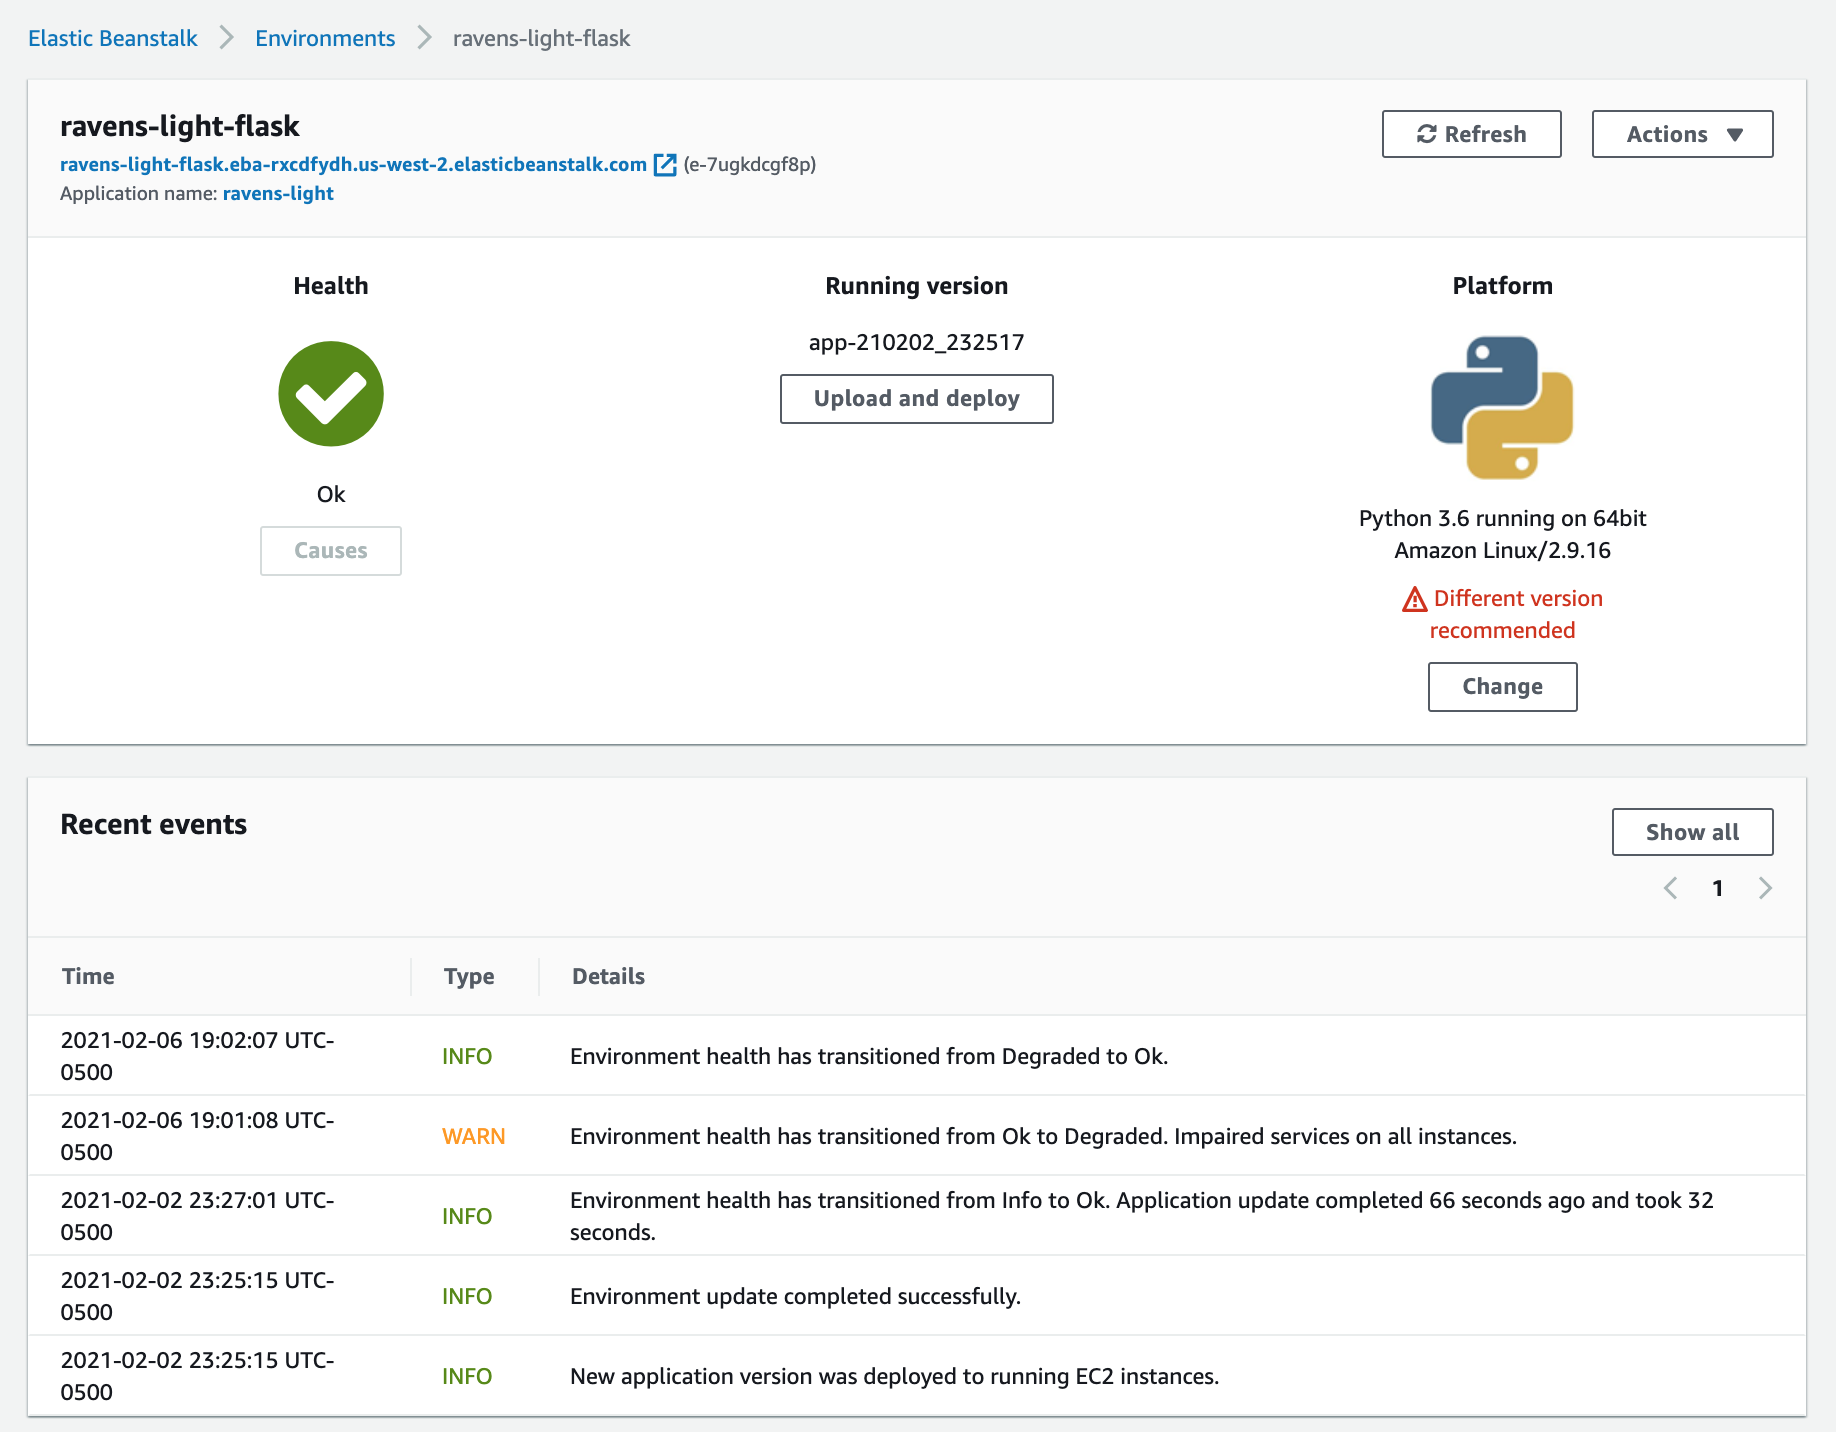 Elastic Beanstalk > Environments > ravens-light-flask
ravens-light-flask
Refresh
Actions
ravens-light-flask.eba-rxcdfydh.us-west-2.elasticbeanstalk.com (e-7ugkdcgf8p)
Application name: ravens-light
Health
Ok
Causes
Running version
app-210202_232517
Upload and deploy
Platform
Python 3.6 running on 64bit
Amazon Linux/2.9.16
Different version
recommended
Change
Recent events
Show all
1
Time Type Details
2021-02-06 19:02:07 UTC-
0500
INFO
Environment health has transitioned from Degraded to Ok.
2021-02-06 19:01:08 UTC-
0500
WARN
Environment health has transitioned from Ok to Degraded. Impaired services on all instances.
2021-02-02 23:27:01 UTC-
0500
INFO
Environment health has transitioned from Info to Ok. Application update completed 66 seconds ago and took 32
seconds.
2021-02-02 23:25:15 UTC-
0500
INFO
Environment update completed successfully.
2021-02-02 23:25:15 UTC-
0500
INFO
New application version was deployed to running EC2 instances.